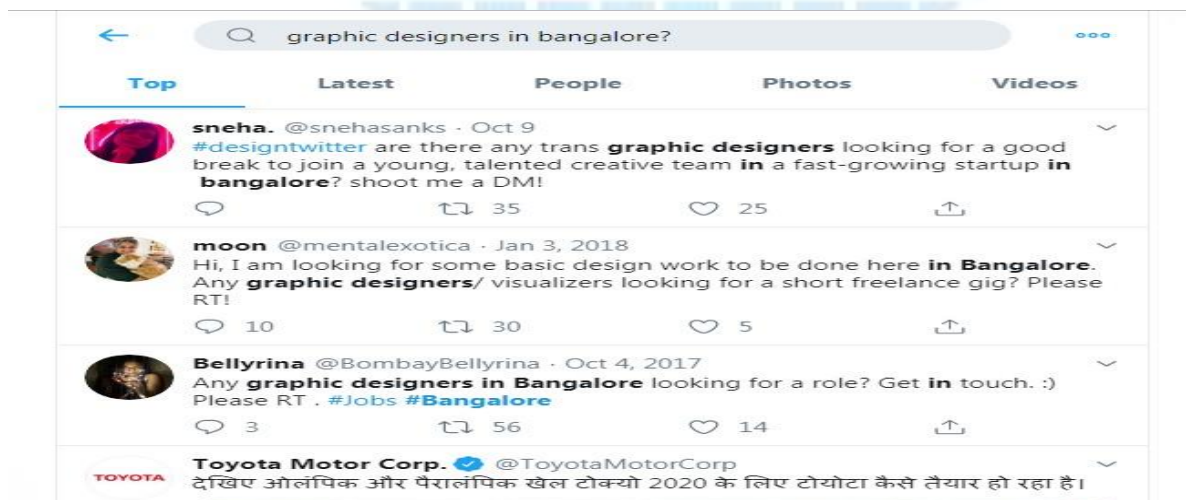 graphic designers in bangalore?
Top Latest People Photos Videos
sneha. @snehasanks · Oct 9
#designtwitter are there any trans graphic designers looking for a good
break to join a young, talented creative team in a fast-growing startup in
bangalore? shoot me a DM!
35 25
moon @mentalexotica · Jan 3, 2018
Hi, I am looking for some basic design work to be done here in Bangalore.
Any graphic designers/ visualizers looking for a short freelance gig? Please
RT!
10 30 5
Bellyrina @BombayBellyrina · Oct 4, 2017
Any graphic designers in Bangalore looking for a role? Get in touch. :)
Please RT . #Jobs #Bangalore
3 56 14
Toyota Motor Corp. @ToyotaMotorCorp
TOYOTA
देखिए ओलंपिक और पैरालंपिक खेल टोक्यो 2020 के लिए टोयोटा कैसे तैयार हो रहा है।